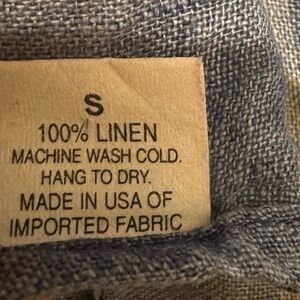 S
100% LINEN
MACHINE WASH COLD.
HANG TO DRY.
MADE IN USA OF
IMPORTED FABRIC